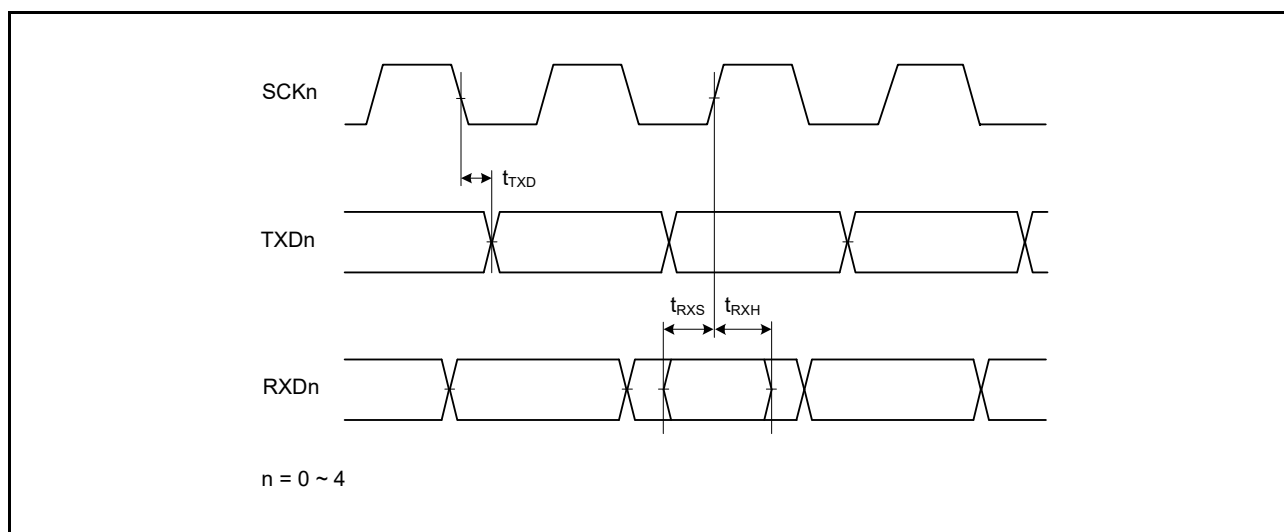 SCKn
tTXD
TXDn
tRXS tRXH
RXDn
n = 0 ~ 4